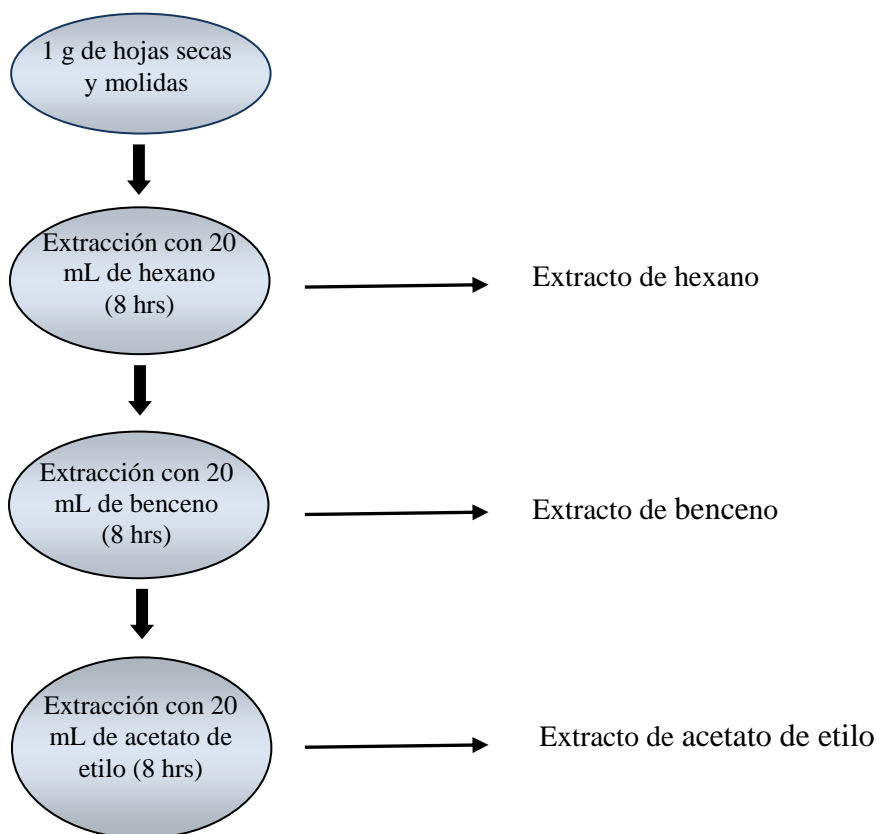 1 g de hojas secas
y molidas
Extracción con 20
mL de hexano
(8 hrs)
Extracto de hexano
Extracción con 20
mL de benceno
(8 hrs)
Extracto de benceno
Extracción con 20
mL de acetato de
etilo (8 hrs)
Extracto de acetato de etilo